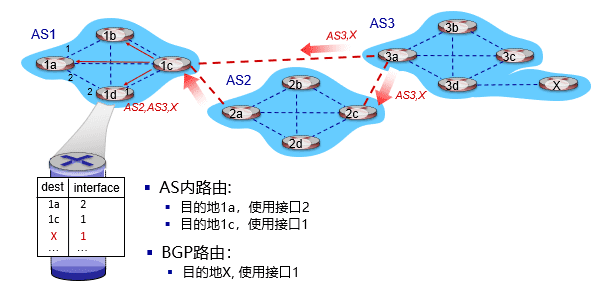 AS1
AS2
AS3
1b
1
1a
1c
2
2
1
1d
AS3,X
AS3,X
AS2,AS3,X
2b
2a
2c
2d
3b
3a
3c
3d
X
dest interface
1a 2
1c 1
X 1
… …
AS内路由:
目的地1a，使用接口2
目的地1c，使用接口1
BGP路由：
目的地X, 使用接口1